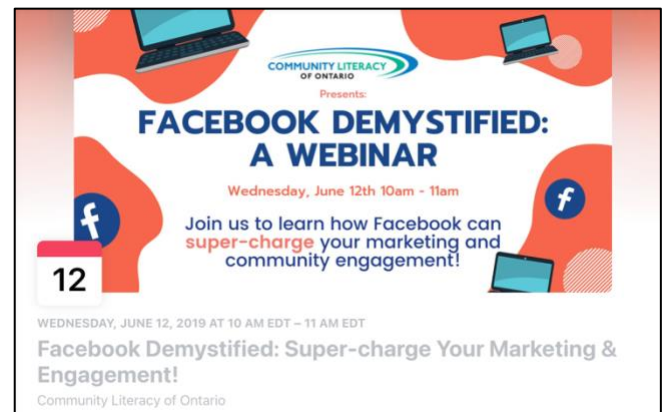 COMMUNITY LITERACY
OF ONTARIO
Presents:
FACEBOOK DEMYSTIFIED:
A WEBINAR
Wednesday, June 12th 10am - 11am
Join us to learn how Facebook can
super-charge your marketing and
community engagement!
12
WEDNESDAY, JUNE 12, 2019 AT 10 AM EDT – 11 AM EDT
Facebook Demystified: Super-charge Your Marketing &
Engagement!
Community Literacy of Ontario